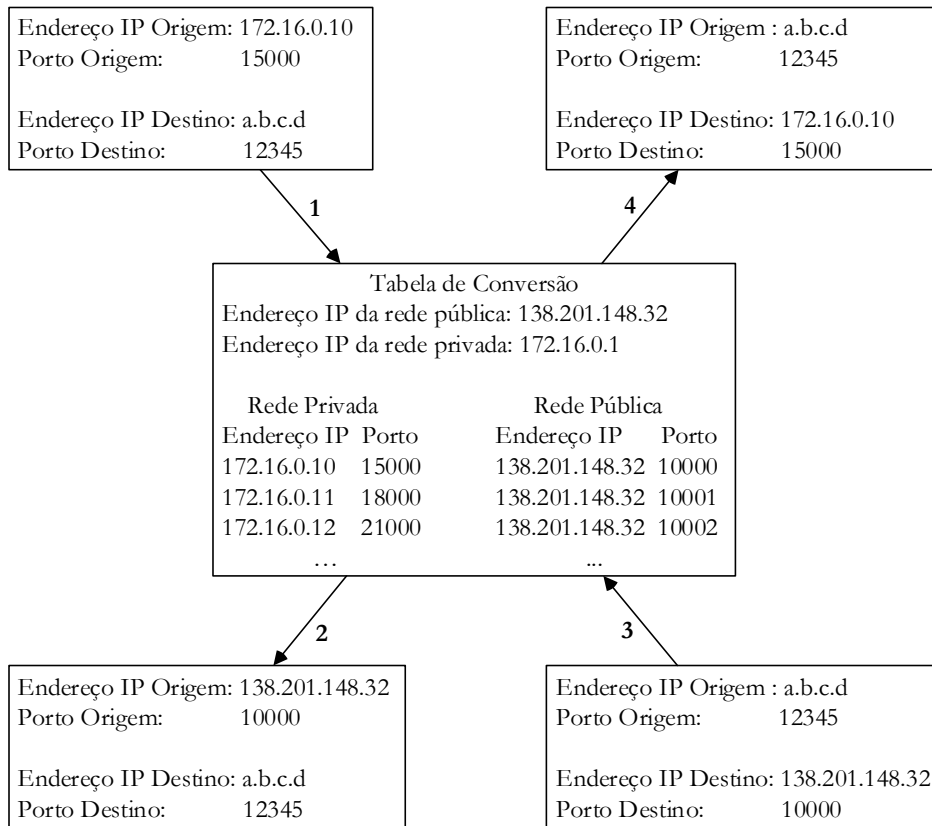 Endereço IP Origem: 172.16.0.10
Porto Origem: 15000
Endereço IP Destino: a.b.c.d
Porto Destino: 12345
Endereço IP Origem : a.b.c.d
Porto Origem: 12345
Endereço IP Destino: 172.16.0.10
Porto Destino: 15000
1
4
Tabela de Conversão
Endereço IP da rede pública: 138.201.148.32
Endereço IP da rede privada: 172.16.0.1
Rede Privada Rede Pública
Endereço IP Porto Endereço IP Porto
172.16.0.10 15000 138.201.148.32 10000
172.16.0.11 18000 138.201.148.32 10001
172.16.0.12 21000 138.201.148.32 10002
... ...
2
3
Endereço IP Origem: 138.201.148.32
Porto Origem: 10000
Endereço IP Destino: a.b.c.d
Porto Destino: 12345
Endereço IP Origem : a.b.c.d
Porto Origem: 12345
Endereço IP Destino: 138.201.148.32
Porto Destino: 10000